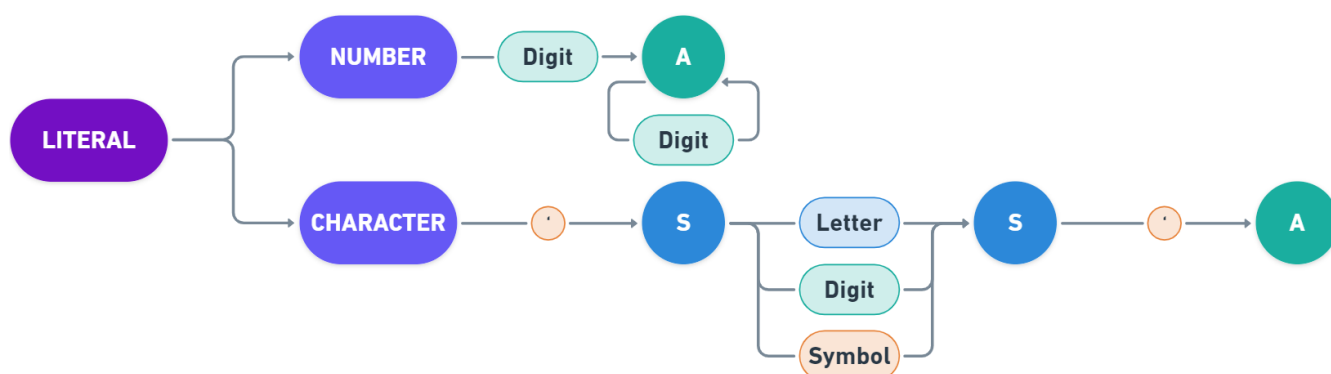 NUMBER
Digit
A
Digit
LITERAL
CHARACTER
‘
S
Letter
S
‘
A
Digit
Symbol